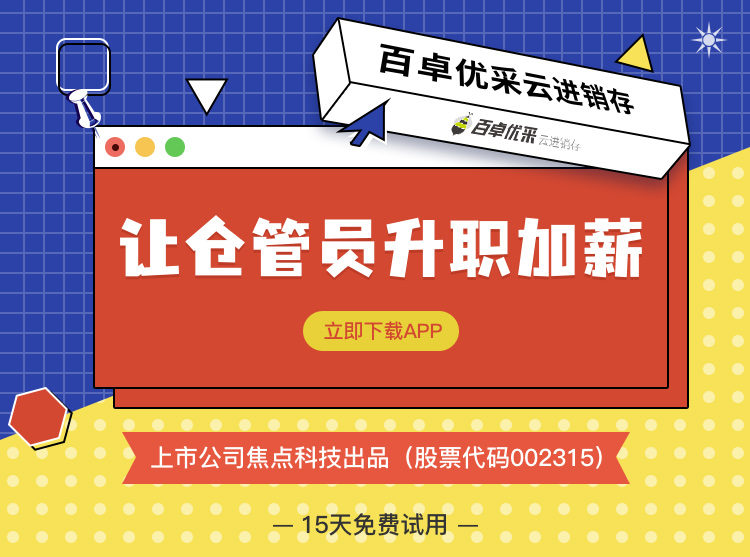 百卓优采云进销存
百卓优采 云进销存
让仓管员升职加薪
立即下载APP
上市公司焦点科技出品（股票代码002315）
— 15天免费试用 —